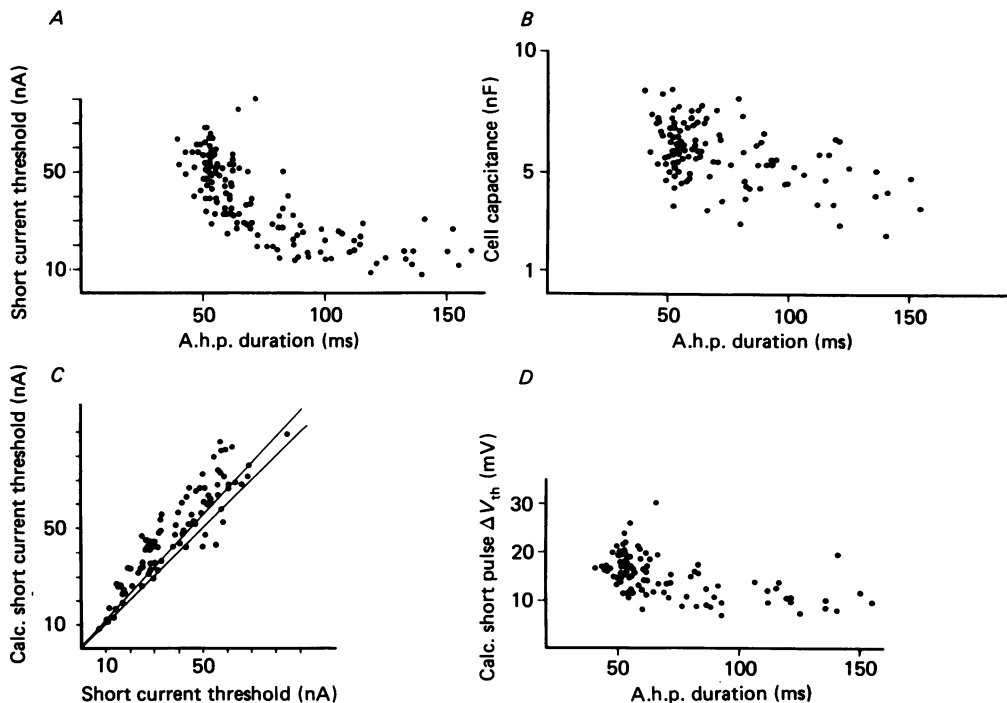 A
Short current threshold (nA)
50
10
50
100
150
A.h.p. duration (ms)
B
Cell capacitance (nF)
10
5
1
50
100
150
A.h.p. duration (ms)
C
Calc. short current threshold (nA)
50
10
10
50
Short current threshold (nA)
D
Calc. short pulse ΔVth (mV)
30
20
10
50
100
150
A.h.p. duration (ms)